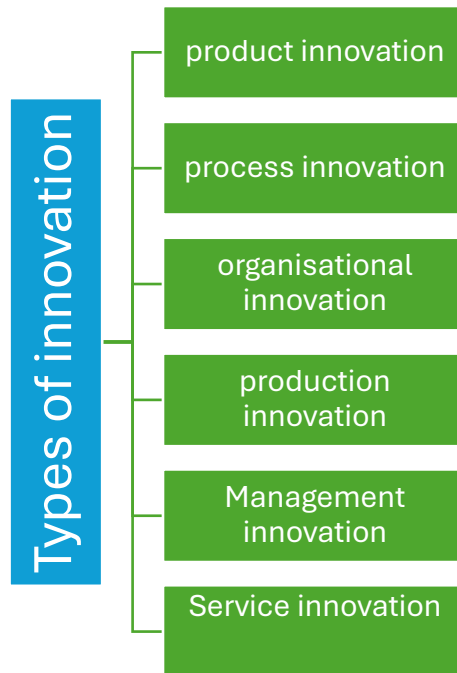 Types of innovation
product innovation
process innovation
organisational
innovation
production
innovation
Management
innovation
Service innovation